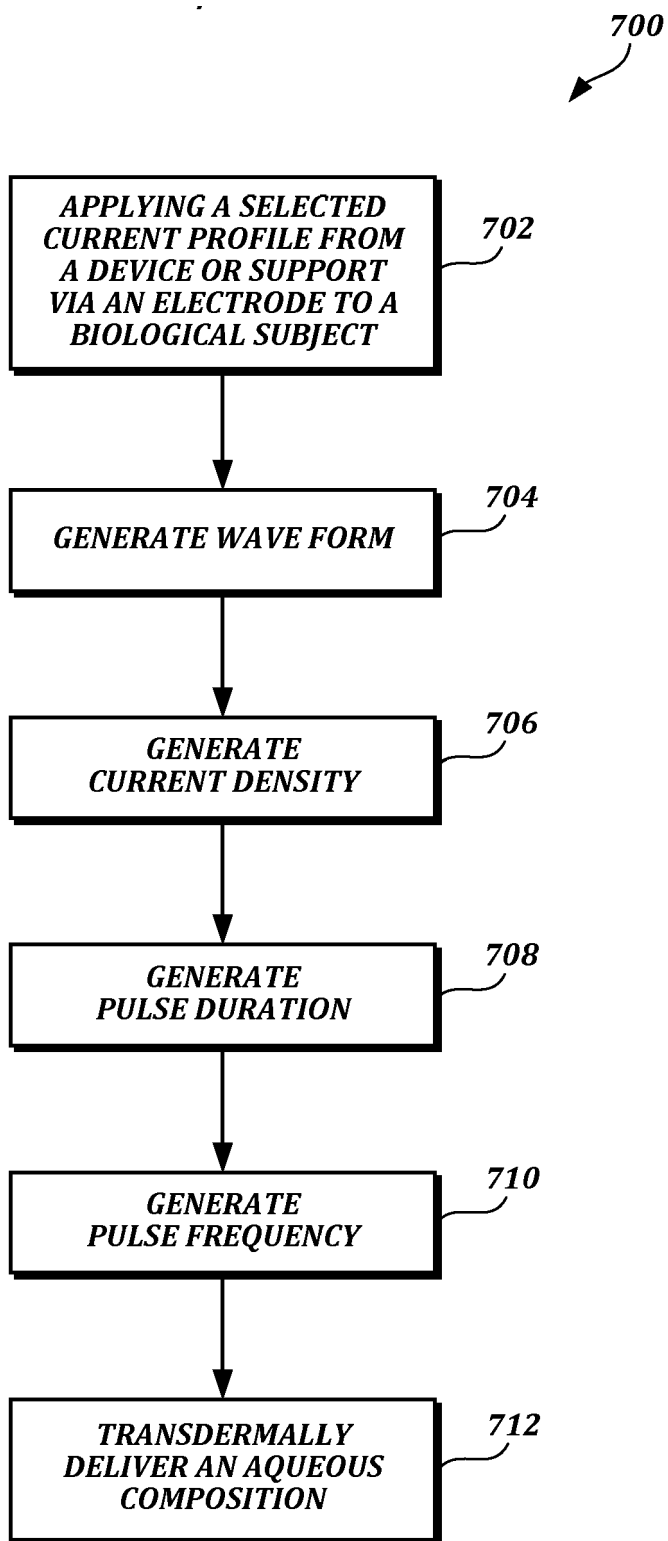 700
APPLYING A SELECTED
CURRENT PROFILE FROM
A DEVICE OR SUPPORT
VIA AN ELECTRODE TO A
BIOLOGICAL SUBJECT
702
GENERATE WAVE FORM
704
GENERATE
CURRENT DENSITY
706
GENERATE
PULSE DURATION
708
GENERATE
PULSE FREQUENCY
710
TRANSDERMALLY
DELIVER AN AQUEOUS
COMPOSITION
712